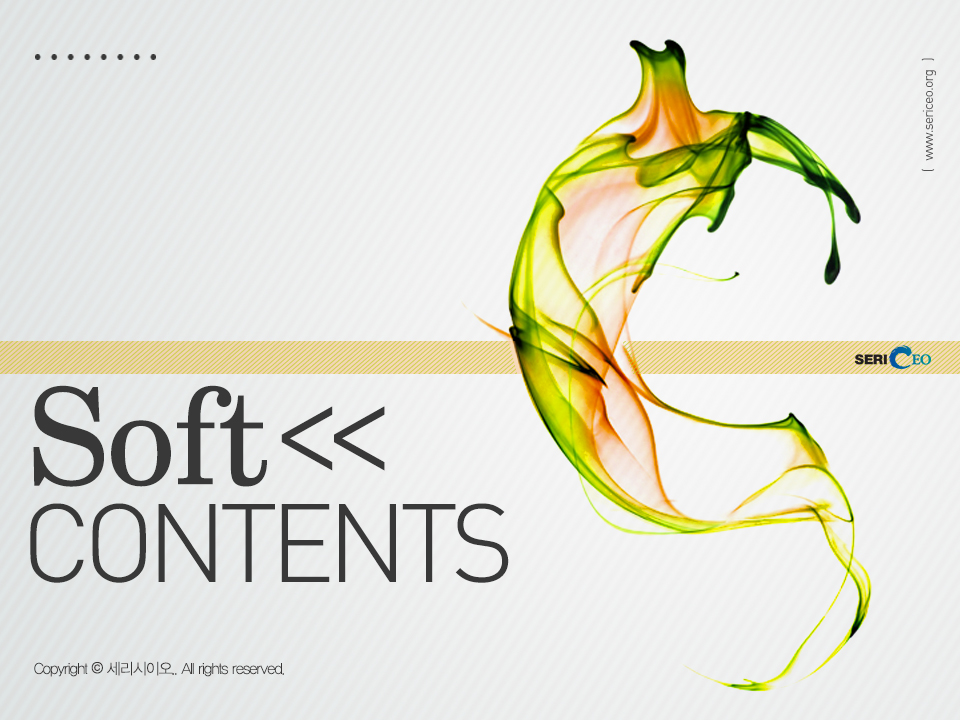 ( www.sericeo.org )
SERICEO
Soft<<
CONTENTS
Copyright © 세리시이오.. All rights reserved.